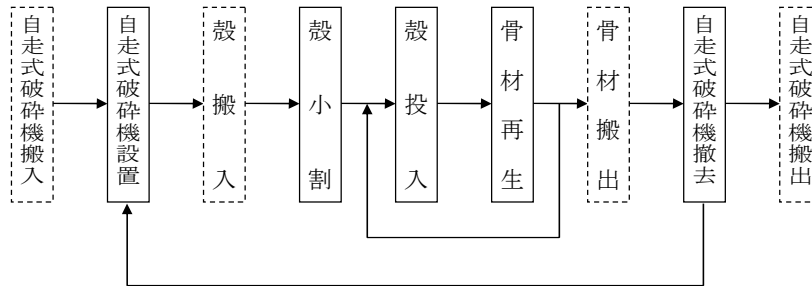 自走式破砕機搬入
自走式破砕機設置
殻搬入
殻小割
殻投入
骨材再生
骨材搬出
自走式破砕機撤去
自走式破砕機搬出